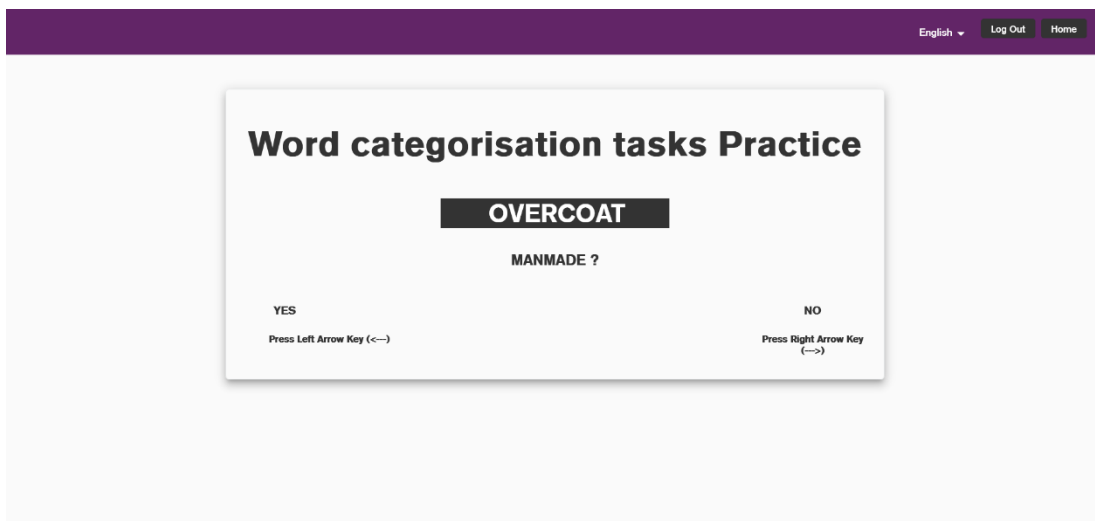 English
Log Out
Home
Word categorisation tasks Practice
OVERCOAT
MANMADE ?
YES
NO
Press Left Arrow Key (<---)
Press Right Arrow Key
(--->)